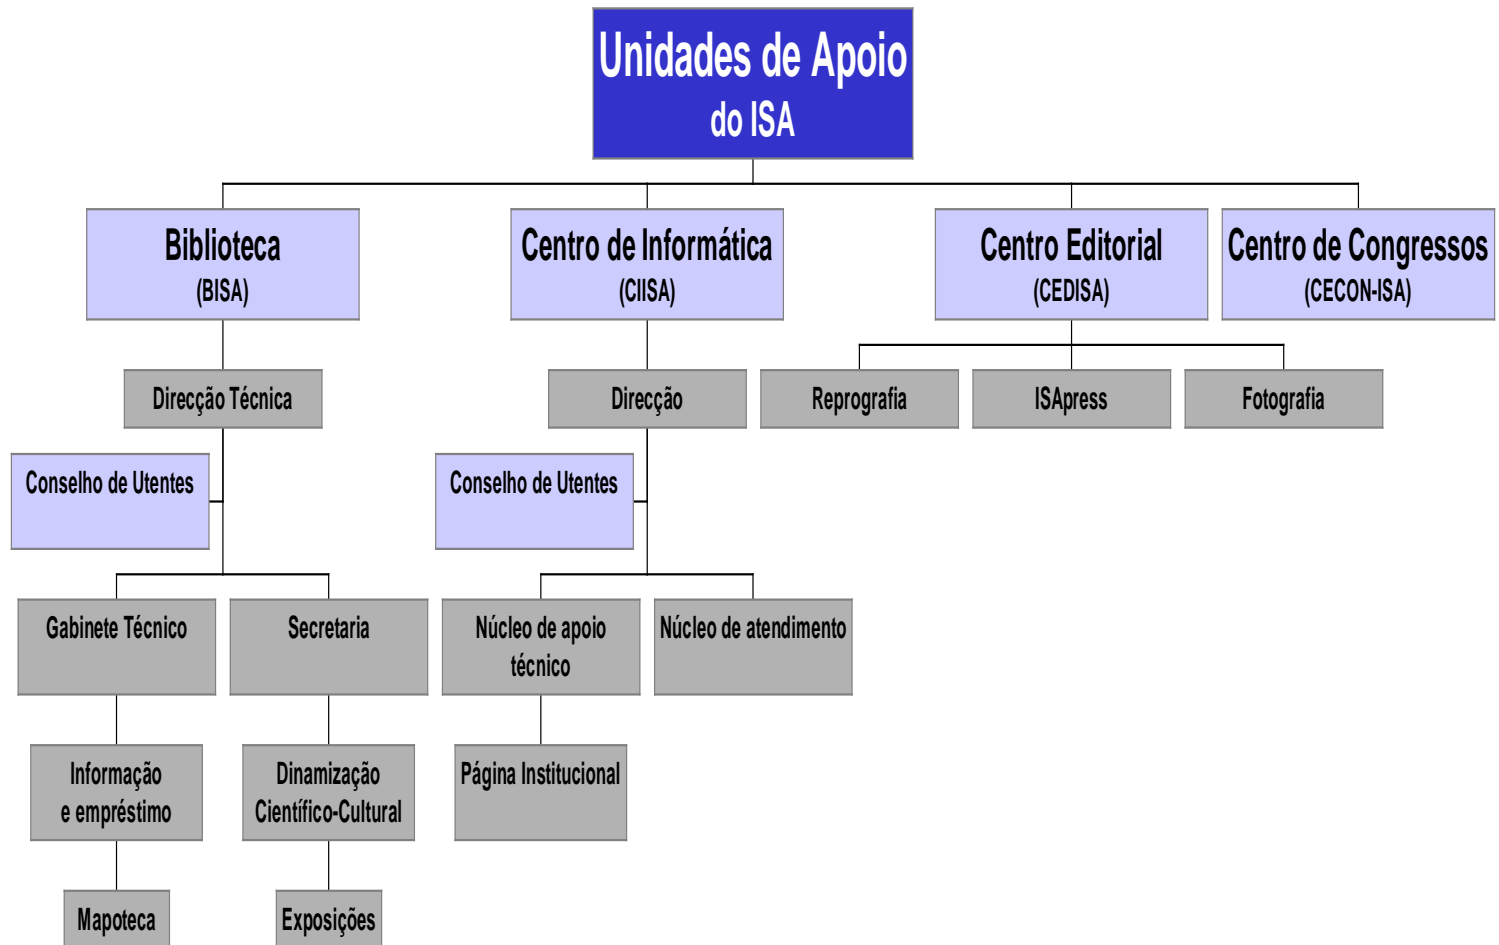 Unidades de Apoio
do ISA
Biblioteca
(BISA)
Centro de Informática
(CIISA)
Centro Editorial
(CEDISA)
Centro de Congressos
(CECON-ISA)
Direcção Técnica
Direcção
Reprografia
ISApress
Fotografia
Conselho de Utentes
Conselho de Utentes
Gabinete Técnico
Secretaria
Núcleo de apoio
técnico
Núcleo de atendimento
Informação
e empréstimo
Dinamização
Científico-Cultural
Página Institucional
Mapoteca
Exposições